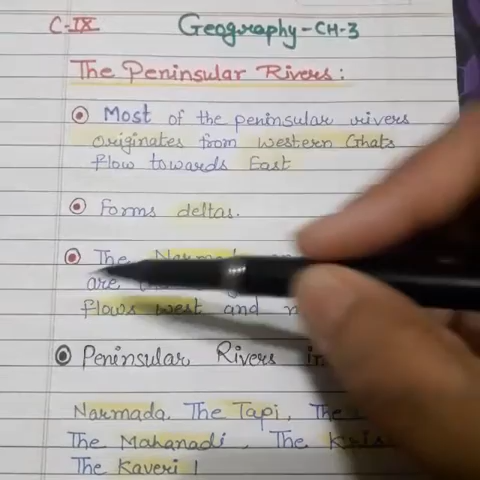 C-IX Geography-CH-3
The Peninsular Rivers:
Most of the peninsular rivers
originates from western Ghats
flow towards East
Forms deltas.
The
are
flows west and
Peninsular Rivers
Narmada, The Tapi, The
The Mahanadi, The
The Kaveri